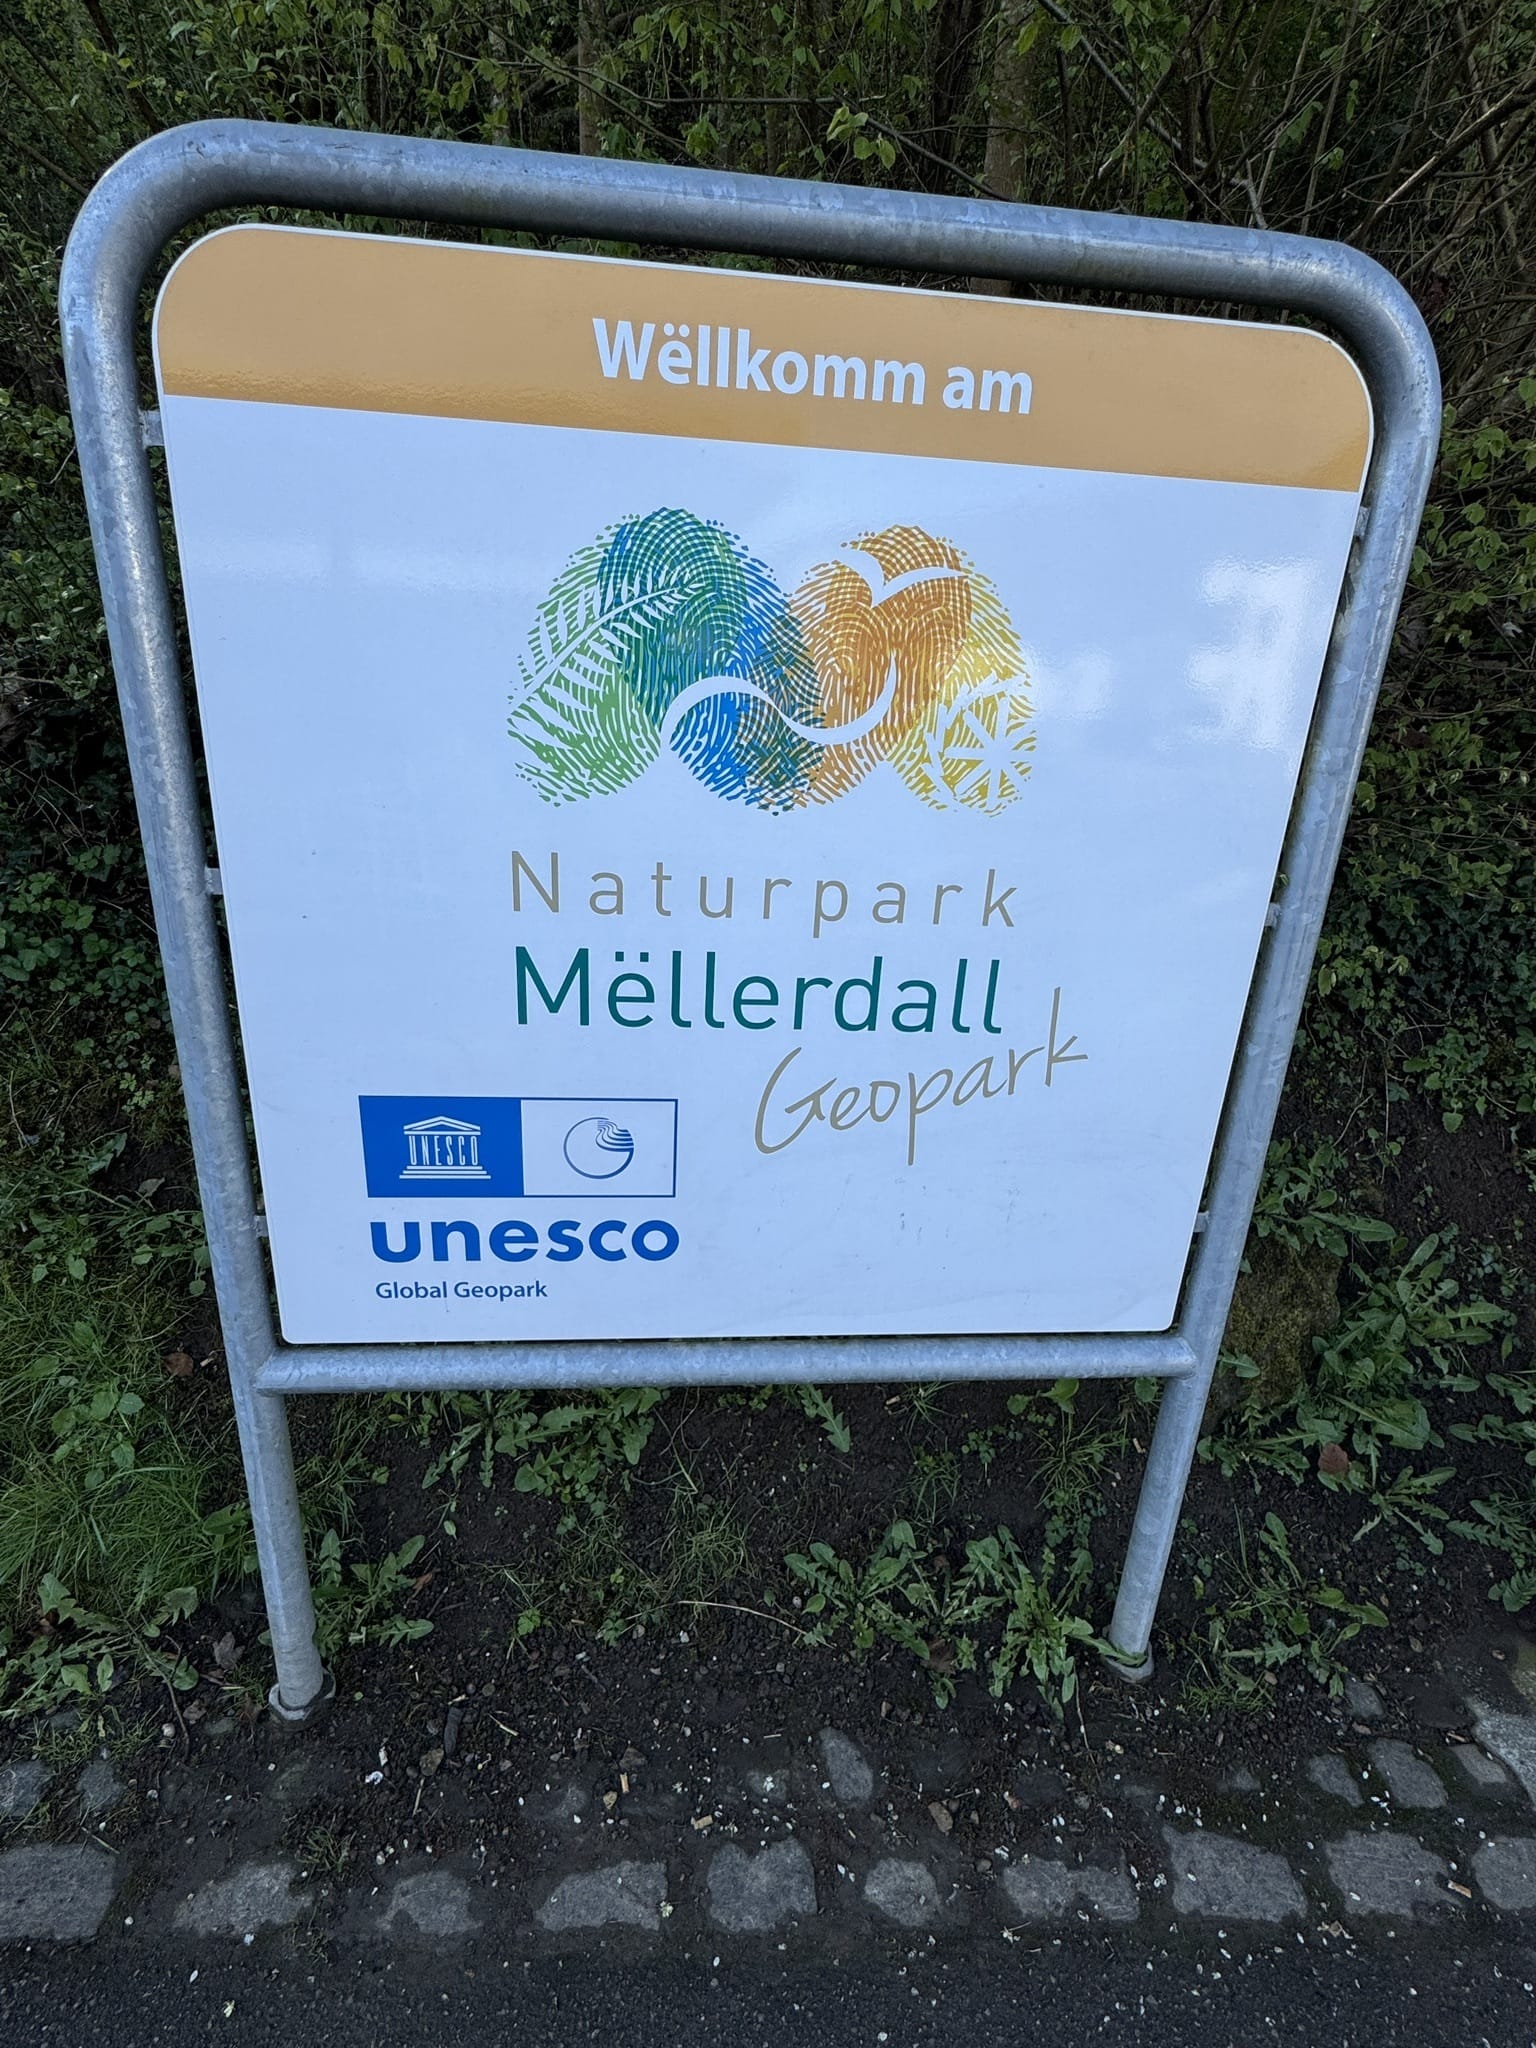 Wëllkomm am
Naturpark
Mëllerdall
Geopark
UNESCO
unesco
Global Geopark